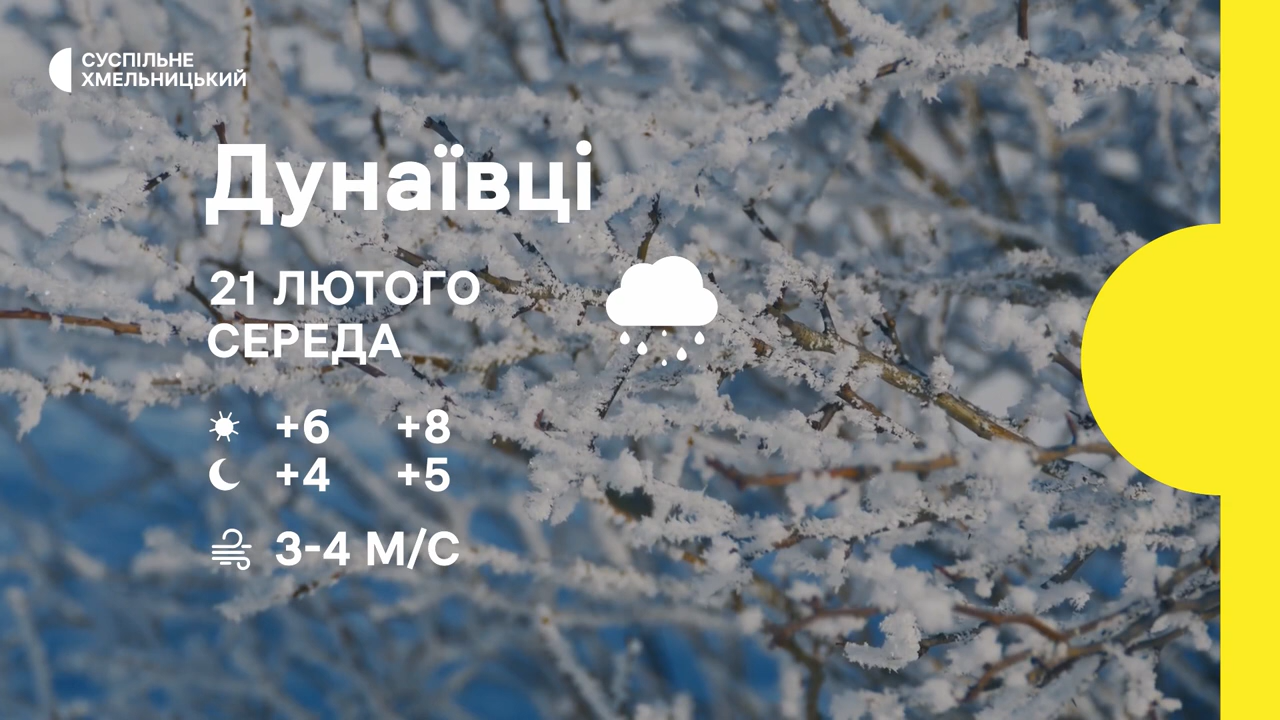 СУСПІЛЬНЕ
ХМЕЛЬНИЦЬКИЙ
Дунаївці
21 ЛЮТОГО
СЕРЕДА
+6 +8
+4 +5
3-4 М/С